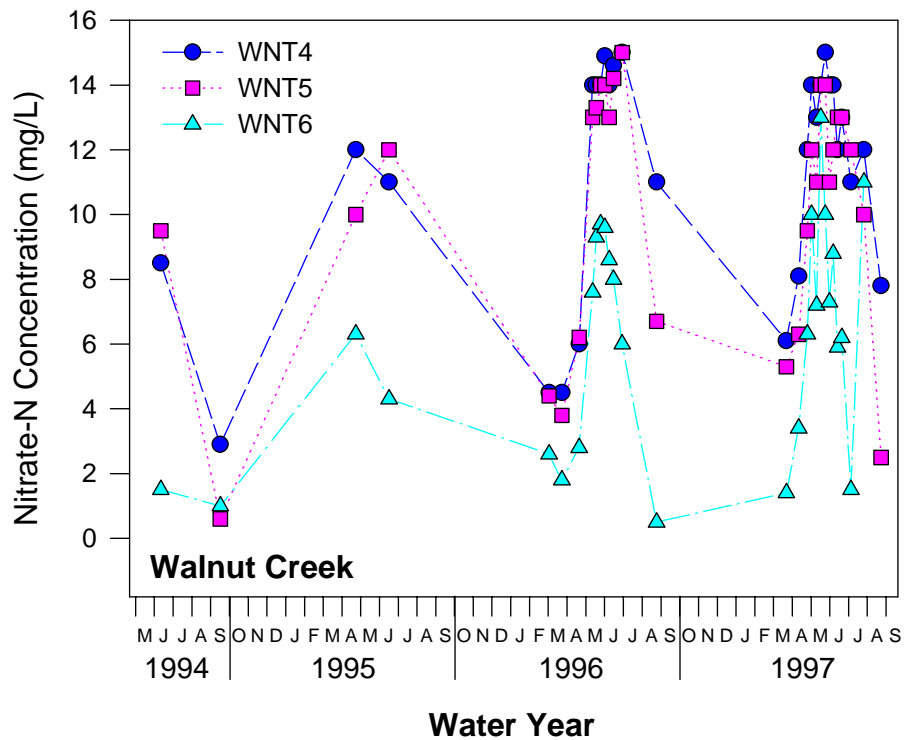 Nitrate-N Concentration (mg/L)
16
14
12
10
8
6
4
2
0
WNT4
WNT5
WNT6
Walnut Creek
M J J A S O N D J F M A M J J A S O N D J F M A M J J A S O N D J F M A M J J A S
1994 1995 1996 1997
Water Year